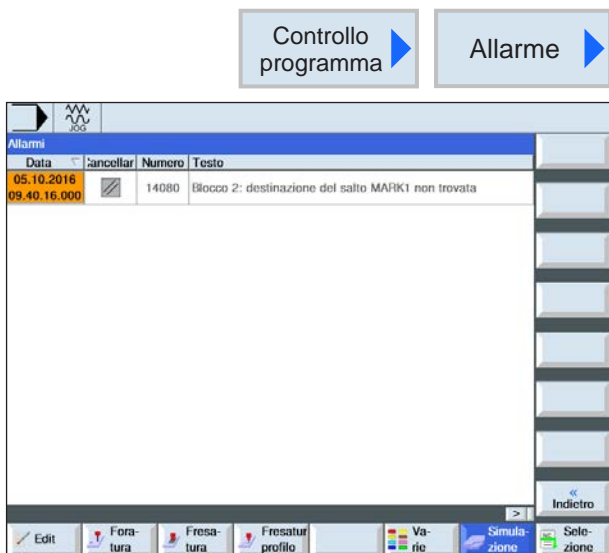 Controllo
programma
Allarme
JOG
Allarmi
Data Cancellar Numero Testo
05.10.2016
09.40.16.000
14080 Blocco 2: destinazione del salto MARK1 non trovata
«
Indietro
>
Edit
Fora-
tura
Fresa-
tura
Fresatur
profilo
Va-
rie
Simula-
zione
Sele-
zione